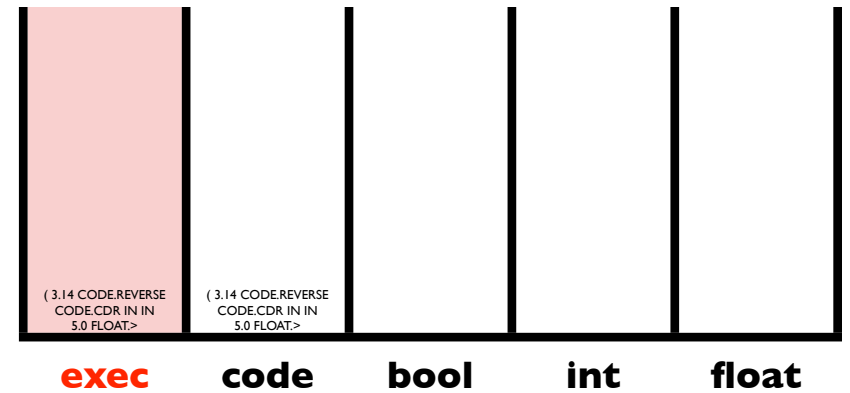 ( 3.14 CODE.REVERSE
CODE.CDR IN IN
5.0 FLOAT.>
( 3.14 CODE.REVERSE
CODE.CDR IN IN
5.0 FLOAT.>
exec code bool int float